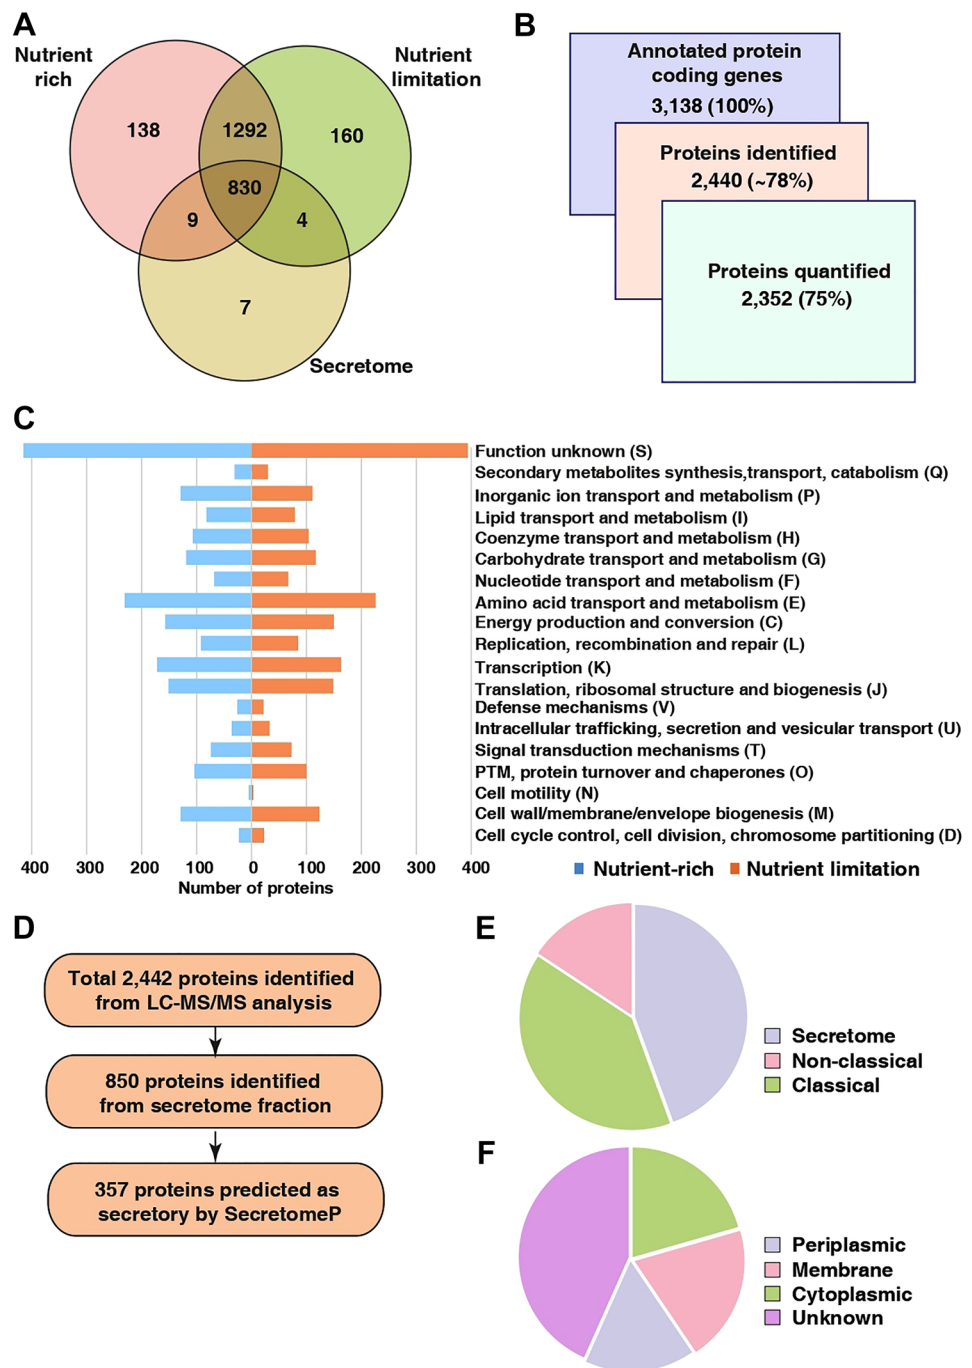 A
Nutrient
rich
Nutrient
limitation
138
1292
160
830
9
4
7
Secretome
B
Annotated protein
coding genes
3,138 (100%)
Proteins identified
2,440 (~78%)
Proteins quantified
2,352 (75%)
C
Function unknown (S)
Secondary metabolites synthesis,transport, catabolism (Q)
Inorganic ion transport and metabolism (P)
Lipid transport and metabolism (I)
Coenzyme transport and metabolism (H)
Carbohydrate transport and metabolism (G)
Nucleotide transport and metabolism (F)
Amino acid transport and metabolism (E)
Energy production and conversion (C)
Replication, recombination and repair (L)
Transcription (K)
Translation, ribosomal structure and biogenesis (J)
Defense mechanisms (V)
Intracellular trafficking, secretion and vesicular transport (U)
Signal transduction mechanisms (T)
PTM, protein turnover and chaperones (O)
Cell motility (N)
Cell wall/membrane/envelope biogenesis (M)
Cell cycle control, cell division, chromosome partitioning (D)
400 300 200 100 0 100 200 300 400
Number of proteins
Nutrient-rich Nutrient limitation
D
Total 2,442 proteins identified
from LC-MS/MS analysis
850 proteins identified
from secretome fraction
357 proteins predicted as
secretory by SecretomeP
E
Secretome
Non-classical
Classical
F
Periplasmic
Membrane
Cytoplasmic
Unknown